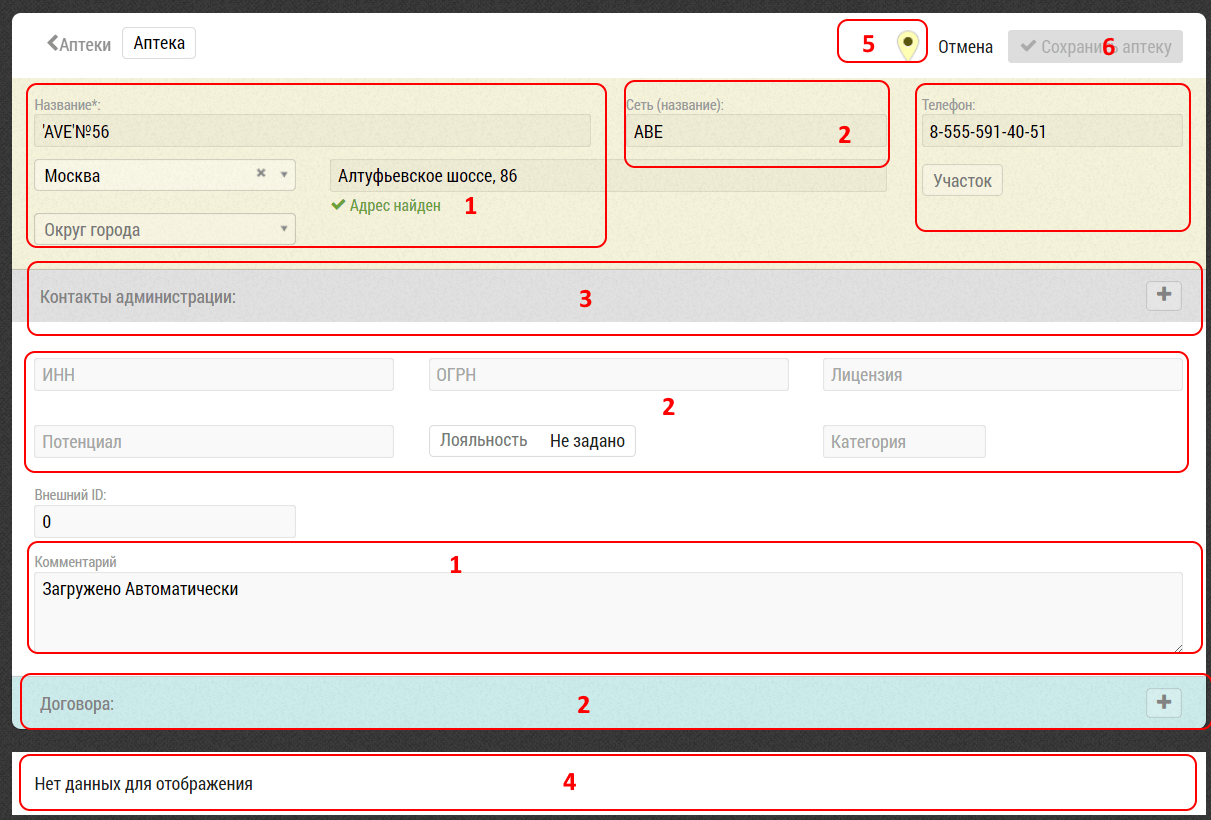 Аптеки Аптека 5 Отмена Сохранить аптеку 6
Название*: Сеть (название): Телефон:
'AVE'№56 АВЕ 2 8-555-591-40-51
Москва × Алтуфьевское шоссе, 86 Участок
Адрес найден 1
Округ города
Контакты администрации: 3 +
ИНН ОГРН Лицензия
2
Потенциал Лояльность Не задано Категория
Внешний ID:
0
Комментарий 1
Загружено Автоматически
Договора: 2 +
Нет данных для отображения 4